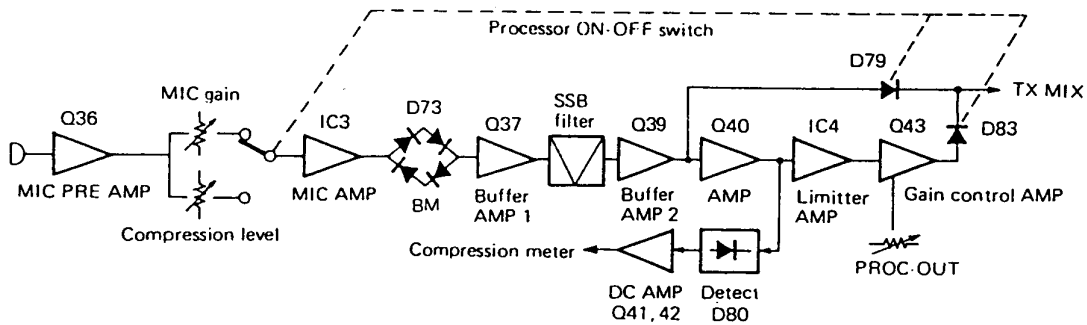 Processor ON-OFF switch
D79
TX MIX
D83
MIC gain
Q36
MIC PRE AMP
Compression level
IC3
MIC AMP
D73
BM
Q37
Buffer
AMP 1
SSB
filter
Q39
Buffer
AMP 2
Q40
AMP
IC4
Limitter
AMP
Q43
Gain control AMP
PROC-OUT
Compression meter
DC AMP
Q41, 42
Detect
D80